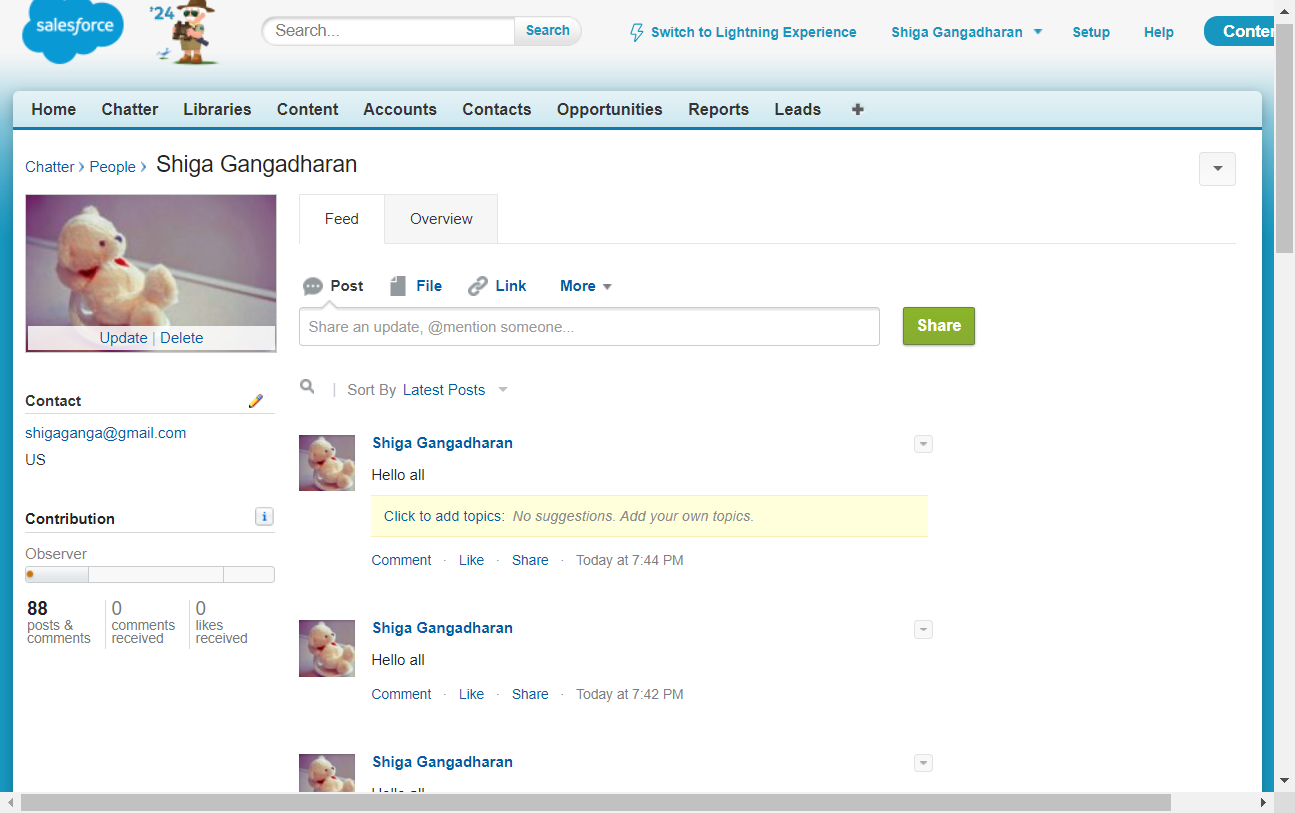 salesforce
'24
Search...
Search
Switch to Lightning Experience
Shiga Gangadharan
Setup
Help
Home
Chatter
Libraries
Content
Accounts
Contacts
Opportunities
Reports
Leads
Chatter › People › Shiga Gangadharan
Update | Delete
Contact
shigaganga@gmail.com
US
Contribution
Observer
88
posts &
comments
0
comments
received
0
likes
received
Feed
Overview
Post
File
Link
More
Share an update, @mention someone...
Share
Sort By Latest Posts
Shiga Gangadharan
Hello all
Click to add topics: No suggestions. Add your own topics.
Comment · Like · Share · Today at 7:44 PM
Shiga Gangadharan
Hello all
Comment · Like · Share · Today at 7:42 PM
Shiga Gangadharan
Hello all